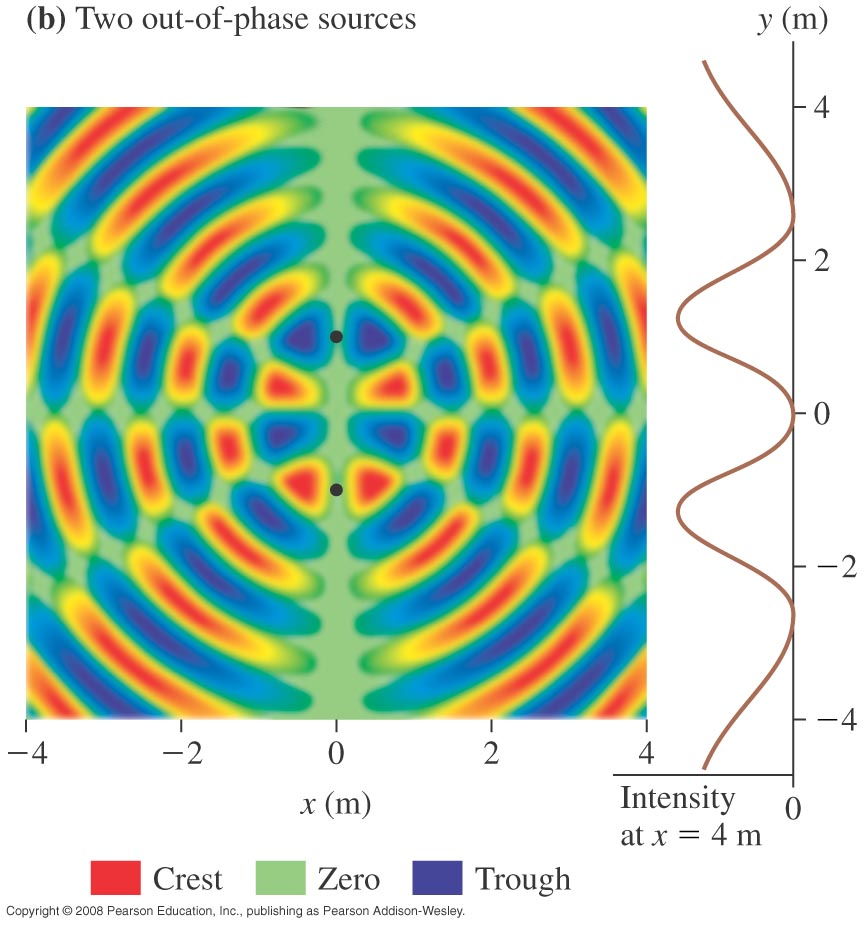 (b) Two out-of-phase sources
y (m)
4
2
0
−2
−4
−4 −2 0 2 4
x (m)
Intensity
at x = 4 m
0
Crest Zero Trough
Copyright © 2008 Pearson Education, Inc., publishing as Pearson Addison-Wesley.